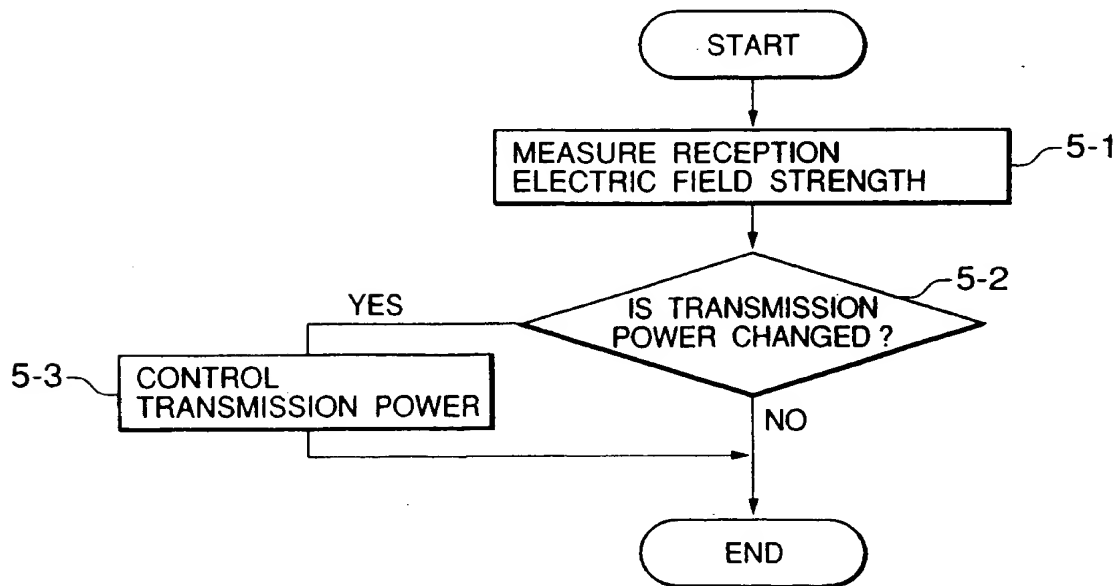 START
MEASURE RECEPTION
ELECTRIC FIELD STRENGTH
5-1
5-2
IS TRANSMISSION
POWER CHANGED ?
YES
5-3
CONTROL
TRANSMISSION POWER
NO
END